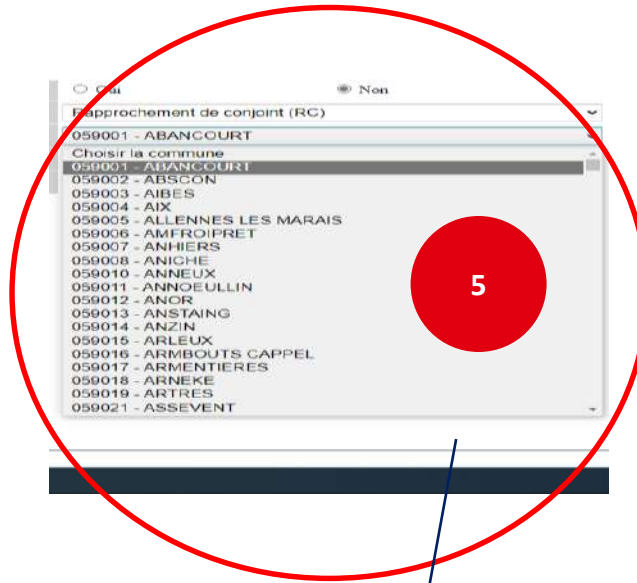 Oui Non
Rapprochement de conjoint (RC)
059001 - ABANCOURT
Choisir la commune
059001 - ABANCOURT
059002 - ABSCON
059003 - AIBES
059004 - AIX
059005 - ALLENNES LES MARAIS
059006 - AMFROIPRET
059007 - ANHIERS
059008 - ANICHE
059010 - ANNEUX
059011 - ANNOEULLIN
059012 - ANOR
059013 - ANSTAING
059014 - ANZIN
059015 - ARLEUX
059016 - ARMBOUTS CAPPEL
059017 - ARMENTIERES
059018 - ARNEKE
059019 - ARTRES
059021 - ASSEVENT
5